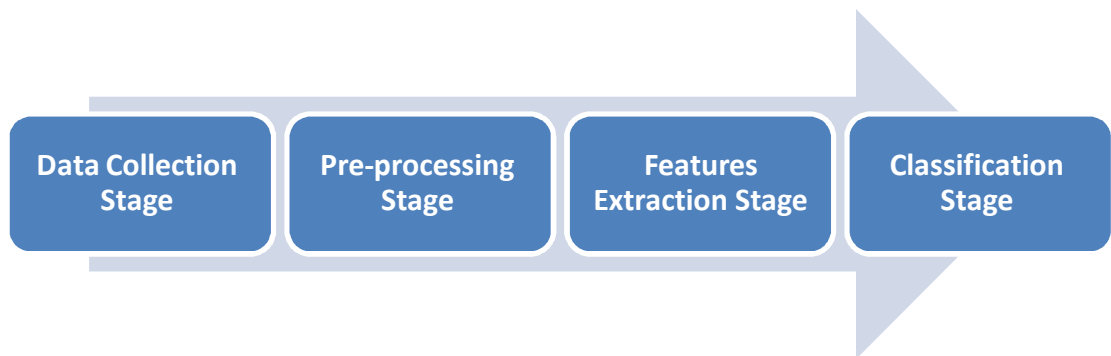 Data Collection
Stage
Pre-processing
Stage
Features
Extraction Stage
Classification
Stage